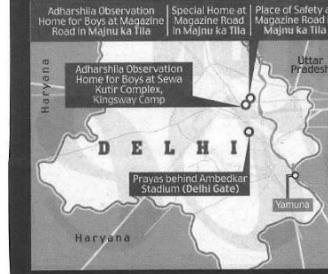 Adharshila Observation
Home for Boys at Magazine
Road in Majnu ka Tila
Special Home at
Magazine Road
in Majnu ka Tila
Place of Safety a
Magazine Road
in Majnu ka Tila
Haryana
Adharshila Observation
Home for Boys at Sewa
Kutir Complex,
Kingsway Camp
Uttar
Pradesh
DELHI
Prayas behind Ambedkar
Stadium (Delhi Gate)
Yamuna
Haryana